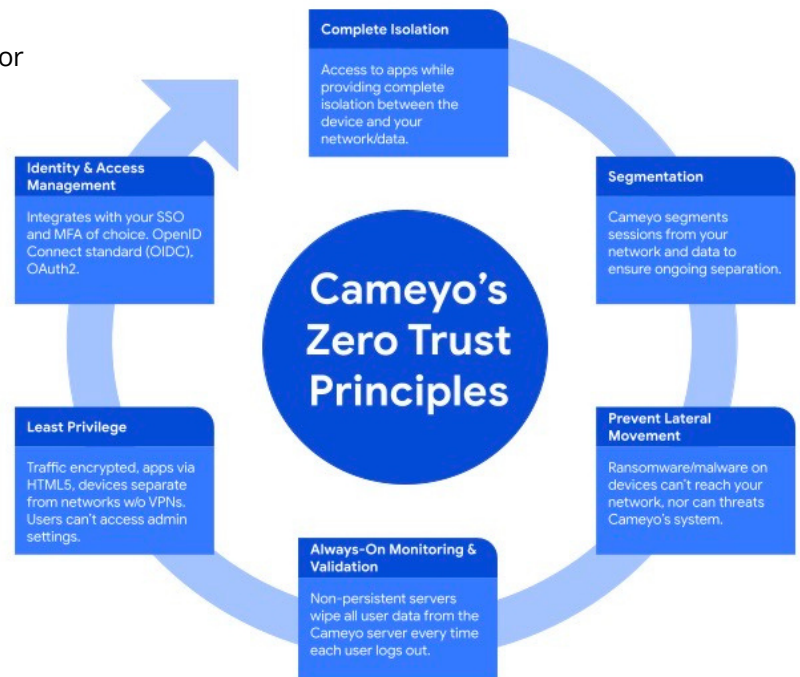 or
Complete Isolation
Access to apps while
providing complete
isolation between the
device and your
network/data.
Segmentation
Cameyo segments
sessions from your
network and data to
ensure ongoing separation.
Prevent Lateral
Movement
Ransomware/malware on
devices can't reach your
network, nor can threats
Cameyo's system.
Always-On Monitoring &
Validation
Non-persistent servers
wipe all user data from the
Cameyo server every time
each user logs out.
Least Privilege
Traffic encrypted, apps via
HTML5, devices separate
from networks w/o VPNs.
Users can't access admin
settings.
Identity & Access
Management
Integrates with your SSO
and MFA of choice. OpenID
Connect standard (OIDC),
OAuth2.
Cameyo's
Zero Trust
Principles